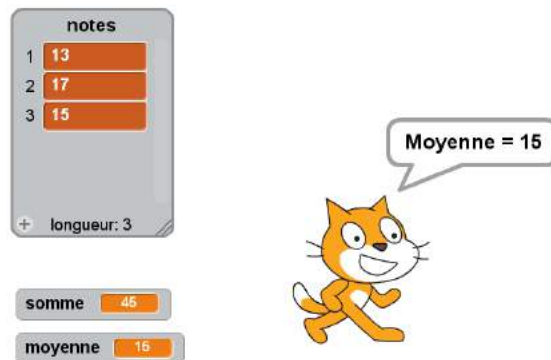 notes
1 13
2 17
3 15
+ longueur: 3
Moyenne = 15
somme 45
moyenne 15